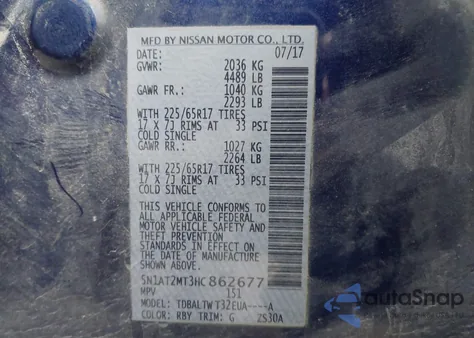 MFD BY NISSAN MOTOR CO., LTD.
DATE: 07/17
GVWR: 2036 KG
4489 LB
GAWR FR.: 1040 KG
2293 LB
WITH 225/65R17 TIRES
17 X 7J RIMS AT 33 PSI
COLD SINGLE
GAWR RR.: 1027 KG
2264 LB
WITH 225/65R17 TIRES
17 X 7J RIMS AT 33 PSI
COLD SINGLE
THIS VEHICLE CONFORMS TO
ALL APPLICABLE FEDERAL
MOTOR VEHICLE SAFETY AND
THEFT PREVENTION
STANDARDS IN EFFECT ON
THE DATE OF MANUFACTURE
SHOWN ABOVE.
5N1AT2MT3HC862677
MPV 151
MODEL: TDBALTWT32EUA----A
COLOR: RBY TRIM: G ZS30A
autoSnap